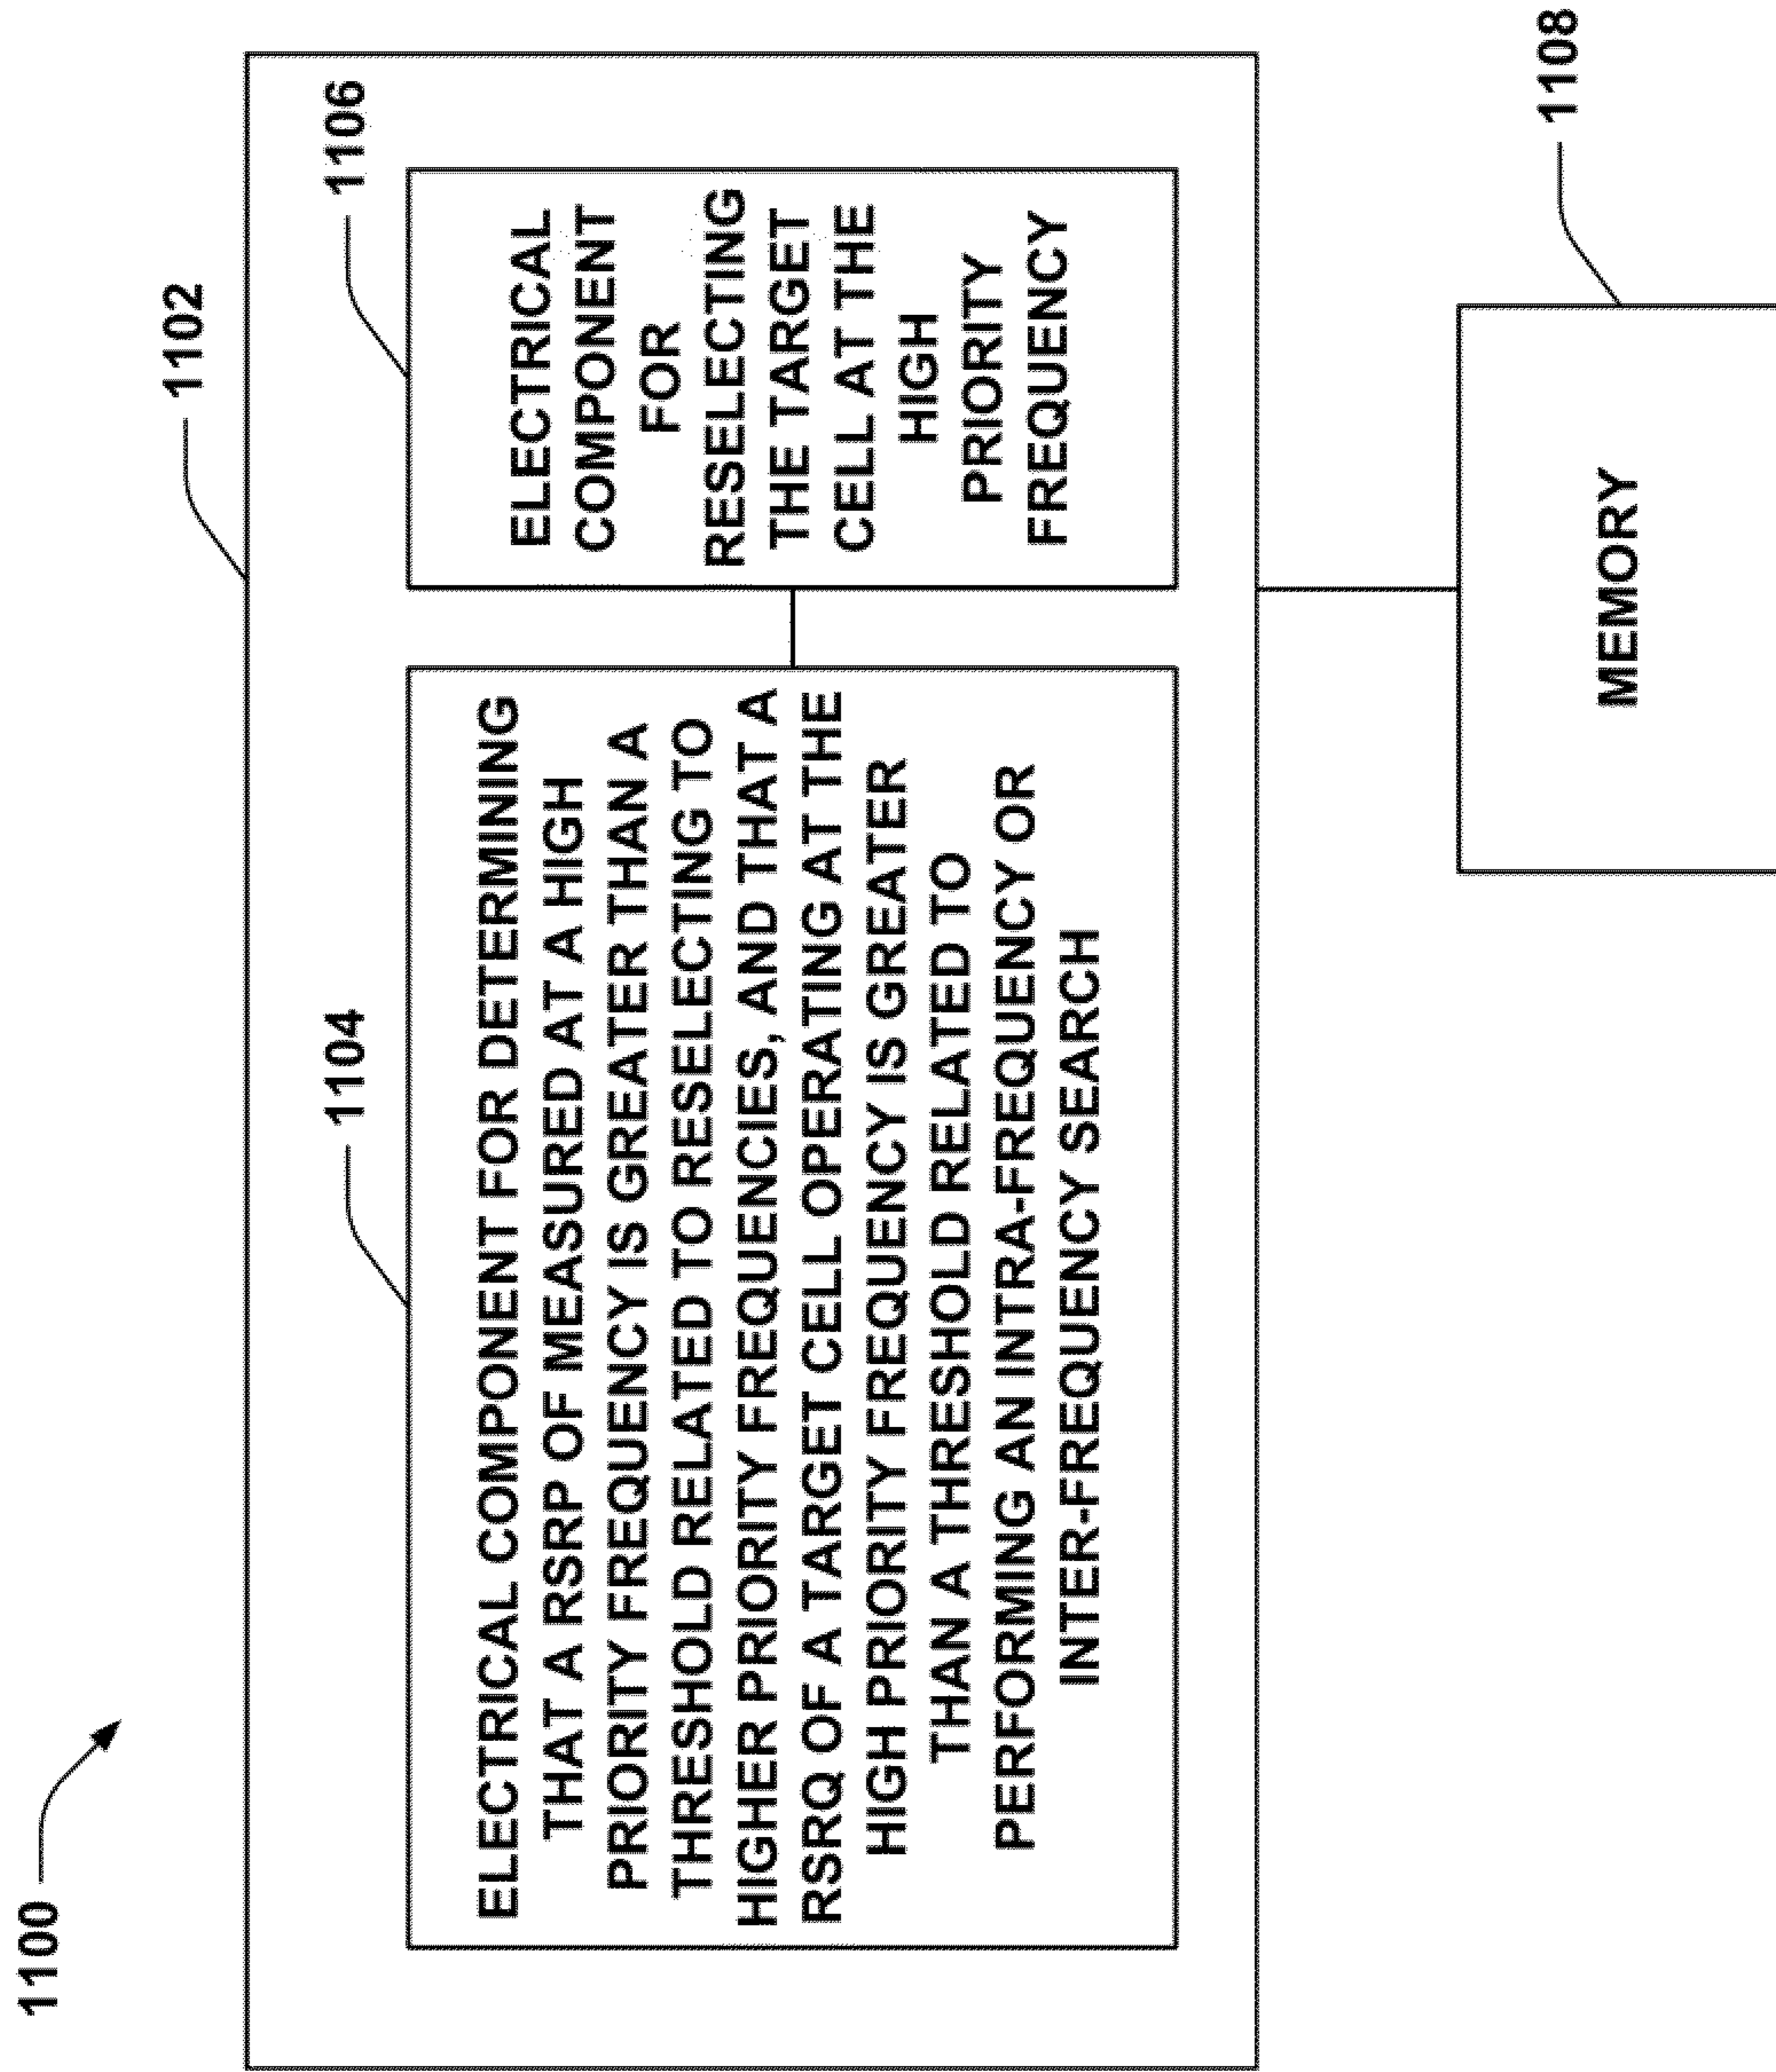 1100
1102
1104
ELECTRICAL COMPONENT FOR DETERMINING
THAT A RSRP OF MEASURED AT A HIGH
PRIORITY FREQUENCY IS GREATER THAN A
THRESHOLD RELATED TO RESELECTING TO
HIGHER PRIORITY FREQUENCIES, AND THAT A
RSRQ OF A TARGET CELL OPERATING AT THE
HIGH PRIORITY FREQUENCY IS GREATER
THAN A THRESHOLD RELATED TO
PERFORMING AN INTRA-FREQUENCY OR
INTER-FREQUENCY SEARCH
1106
ELECTRICAL
COMPONENT
FOR
RESELECTING
THE TARGET
CELL AT THE
HIGH
PRIORITY
FREQUENCY
1108
MEMORY